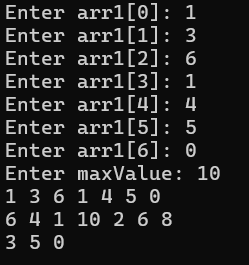 Enter arr1[0]: 1
Enter arr1[1]: 3
Enter arr1[2]: 6
Enter arr1[3]: 1
Enter arr1[4]: 4
Enter arr1[5]: 5
Enter arr1[6]: 0
Enter maxValue: 10
1 3 6 1 4 5 0
6 4 1 10 2 6 8
3 5 0